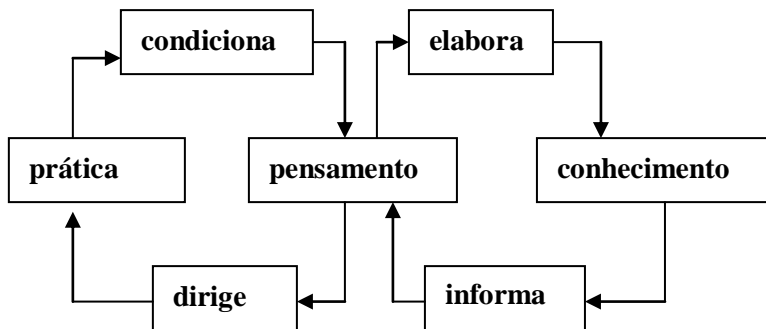 condiciona
elabora
prática
pensamento
conhecimento
dirige
informa